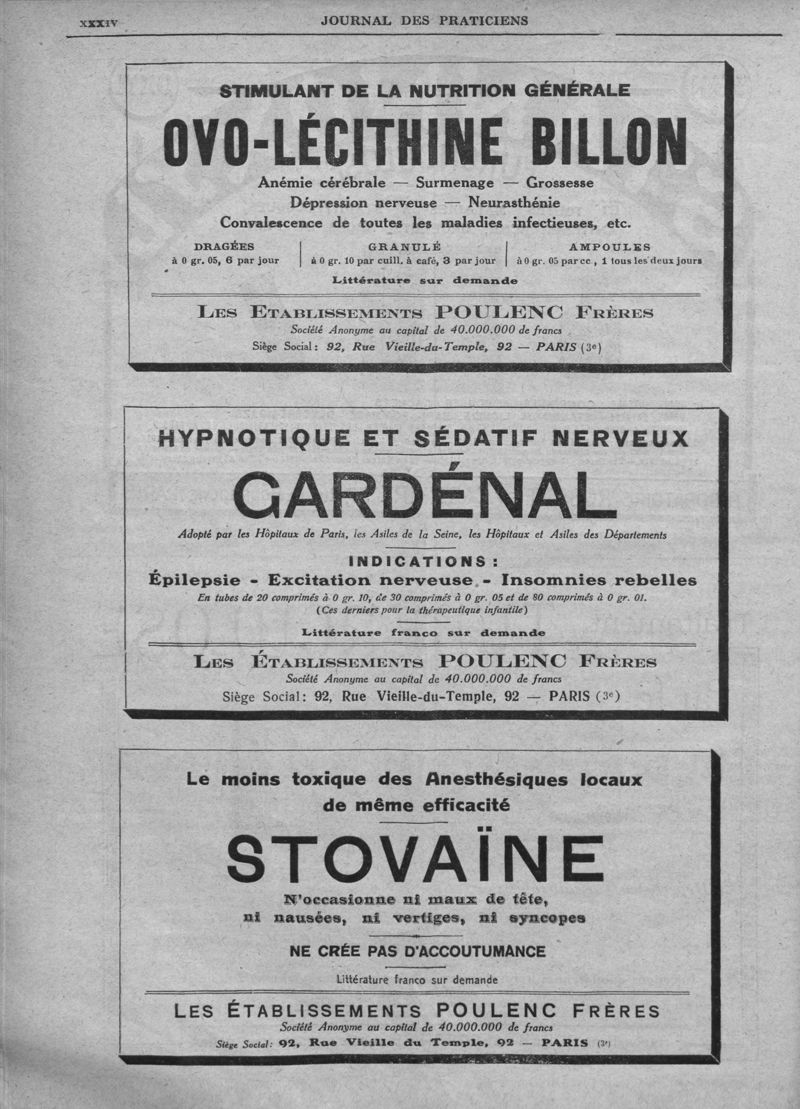 xxxiv
JOURNAL DES PRATICIENS
STIMULANT DE LA NUTRITION GÉNÉRALE
OVO-LÉCITHINE BILLON
Anémie cérébrale — Surmenage — Grossesse
Dépression nerveuse — Neurasthénie
Convalescence de toutes les maladies infectieuses, etc.
DRAGÉES
à 0 gr. 05, 6 par jour
GRANULÉ
à 0 gr. 10 par cuill. à café, 3 par jour
AMPOULES
à 0 gr. 05 par cc, 1 tous les deux jours
Littérature sur demande
LES ETABLISSEMENTS POULENC FRÈRES
Société Anonyme au capital de 40.000.000 de francs
Siège Social : 92, Rue Vieille-du-Temple, 92 — PARIS (3e)
HYPNOTIQUE ET SÉDATIF NERVEUX
GARDÉNAL
Adopté par les Hôpitaux de Paris, les Asiles de la Seine, les Hôpitaux et Asiles des Départements
INDICATIONS :
Épilepsie - Excitation nerveuse - Insomnies rebelles
En tubes de 20 comprimés à 0 gr. 10, de 30 comprimés à 0 gr. 05 et de 80 comprimés à 0 gr. 01.
(Ces derniers pour la thérapeutique infantile)
Littérature franco sur demande
LES ÉTABLISSEMENTS POULENC FRÈRES
Société Anonyme au capital de 40.000.000 de francs
Siège Social : 92, Rue Vieille-du-Temple, 92 — PARIS (3e)
Le moins toxique des Anesthésiques locaux
de même efficacité
STOVAÏNE
N'occasionne ni maux de tête,
ni nausées, ni vertiges, ni syncopes
NE CRÉE PAS D'ACCOUTUMANCE
Littérature franco sur demande
LES ÉTABLISSEMENTS POULENC FRÈRES
Société Anonyme au capital de 40.000.000 de francs
Siège Social : 92, Rue Vieille du Temple, 92 — PARIS (3e)